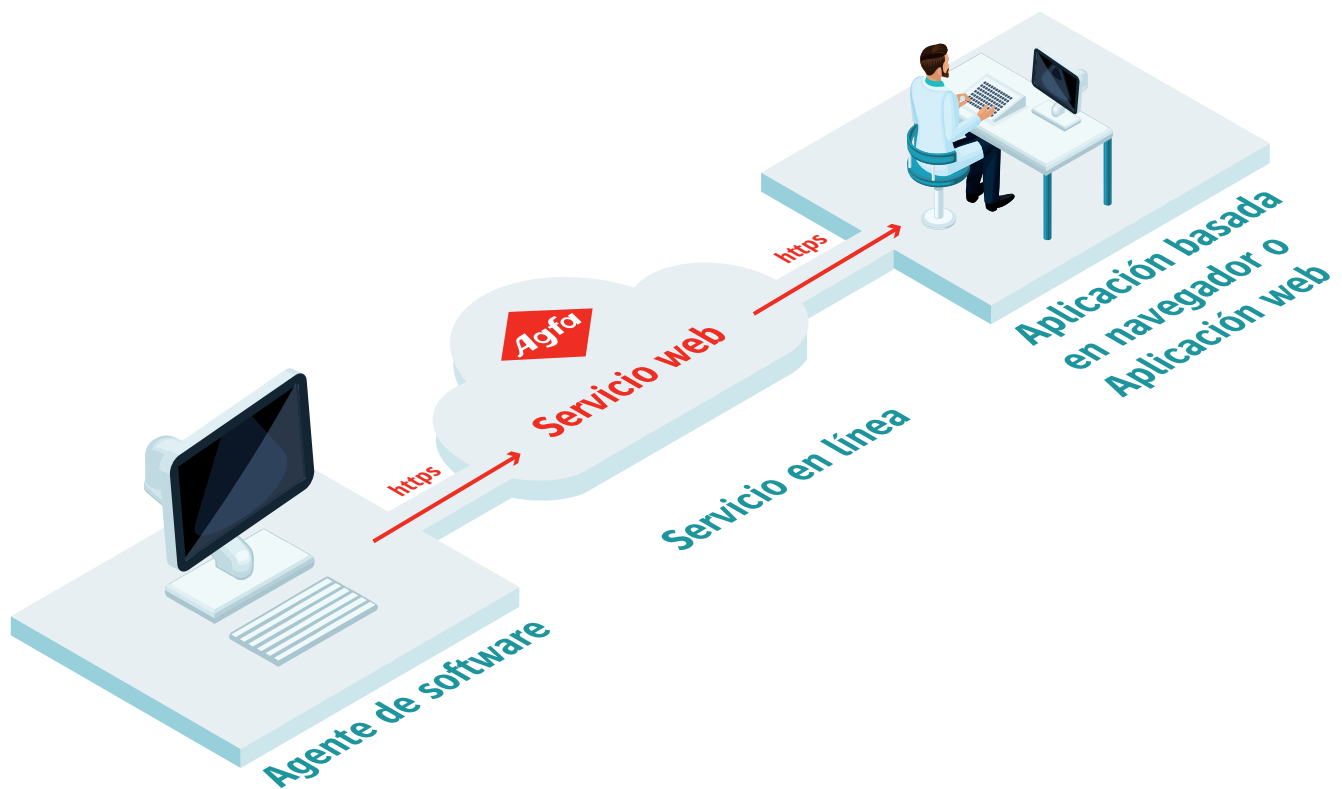 https
Aplicación basada
en navegador o
Aplicación web
Agfa
Servicio web
Servicio en línea
https
Agente de software